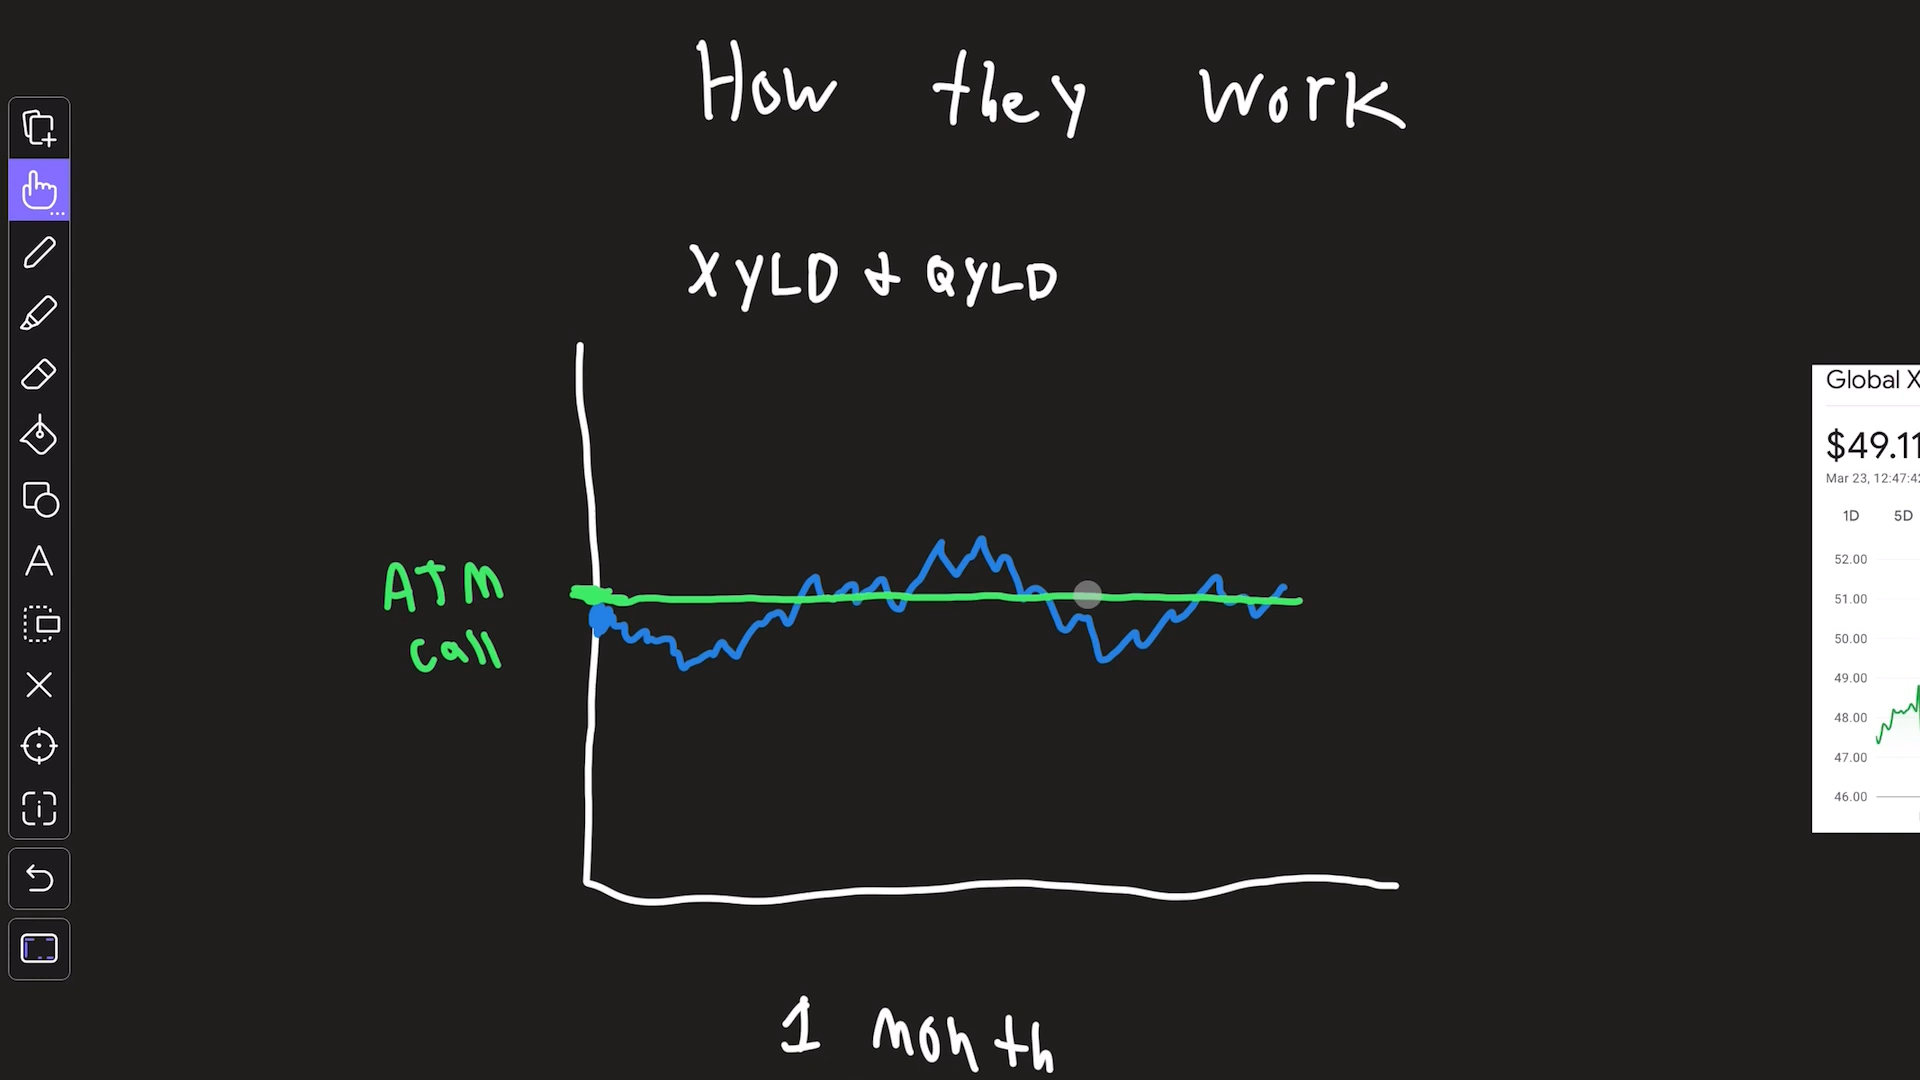 How they work
XYLD & QYLD
ATM
call
1 month
Global X
$49.11
Mar 23, 12:47:42
1D 5D
52.00
51.00
50.00
49.00
48.00
47.00
46.00